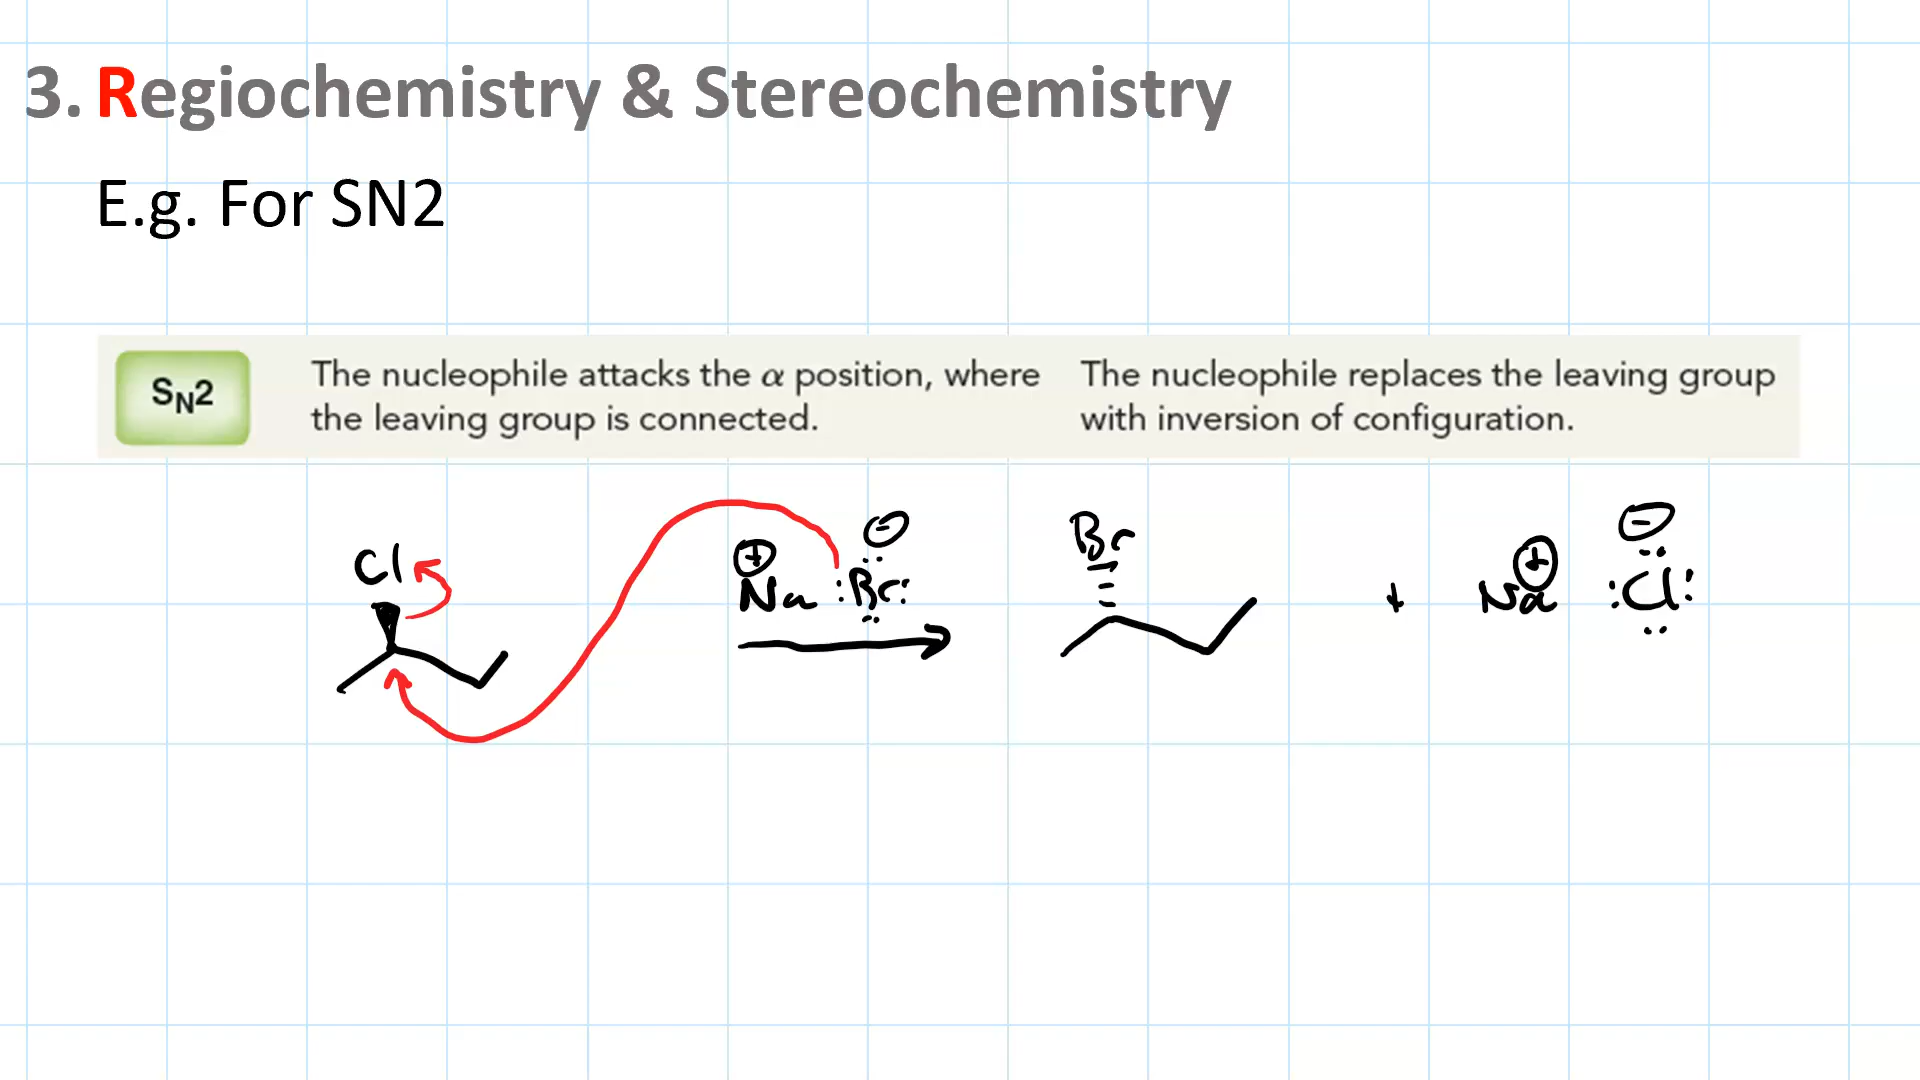 3. Regiochemistry & Stereochemistry
E.g. For SN2
SN2
The nucleophile attacks the α position, where
the leaving group is connected.
The nucleophile replaces the leaving group
with inversion of configuration.
Cl
⊕ ⊖
Na :Br:
Br
+
⊕ ⊖
Na :Cl: